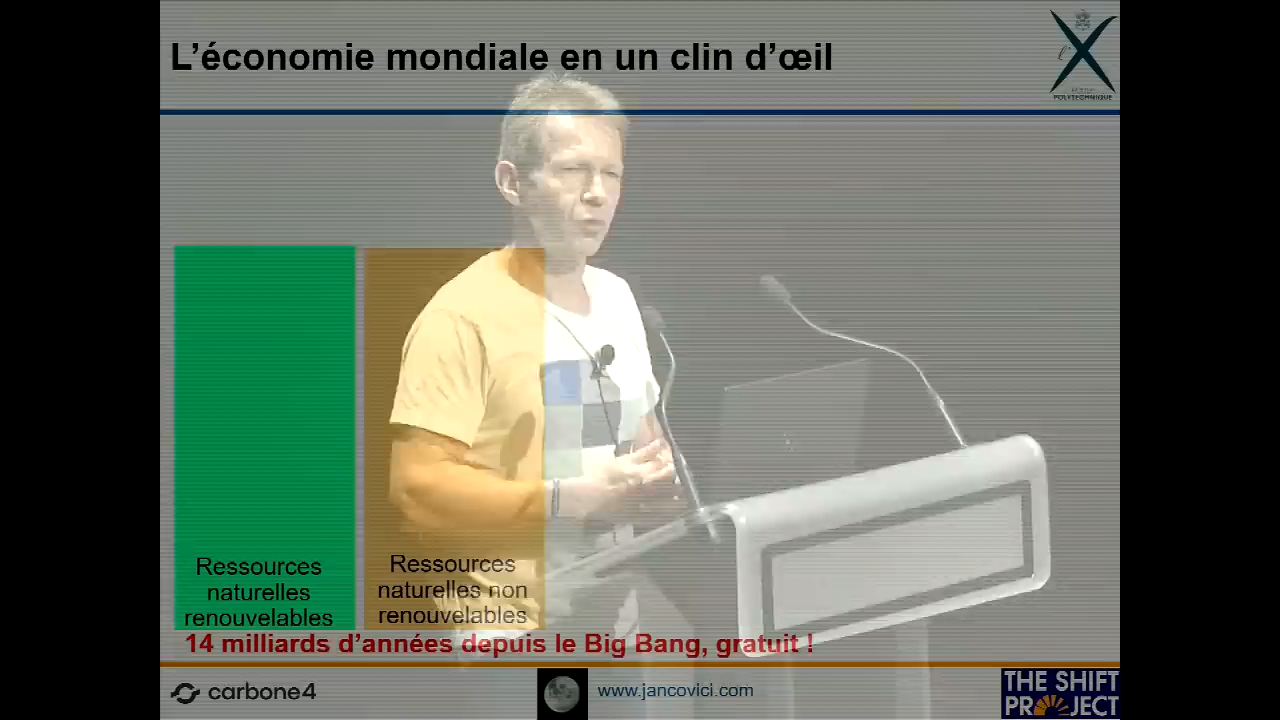 L'économie mondiale en un clin d'œil
POLYTECHNIQUE
Ressources
naturelles
renouvelables
Ressources
naturelles non
renouvelables
14 milliards d'années depuis le Big Bang, gratuit !
carbone4
www.jancovici.com
THE SHIFT
PROJECT